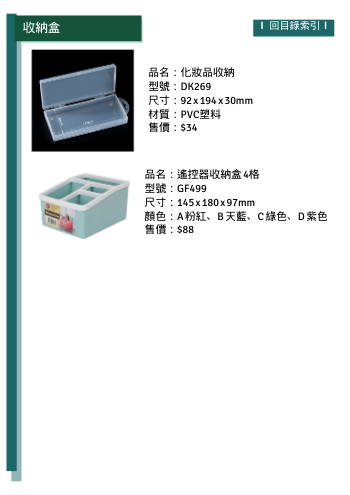 收納盒
I 回目錄索引 I
品名：化妝品收納
型號：DK269
尺寸：92x194x30mm
材質：PVC塑料
售價：$34
品名：遙控器收納盒4格
型號：GF499
尺寸：145x180x97mm
顏色：A粉紅、B天藍、C綠色、D紫色
售價：$88